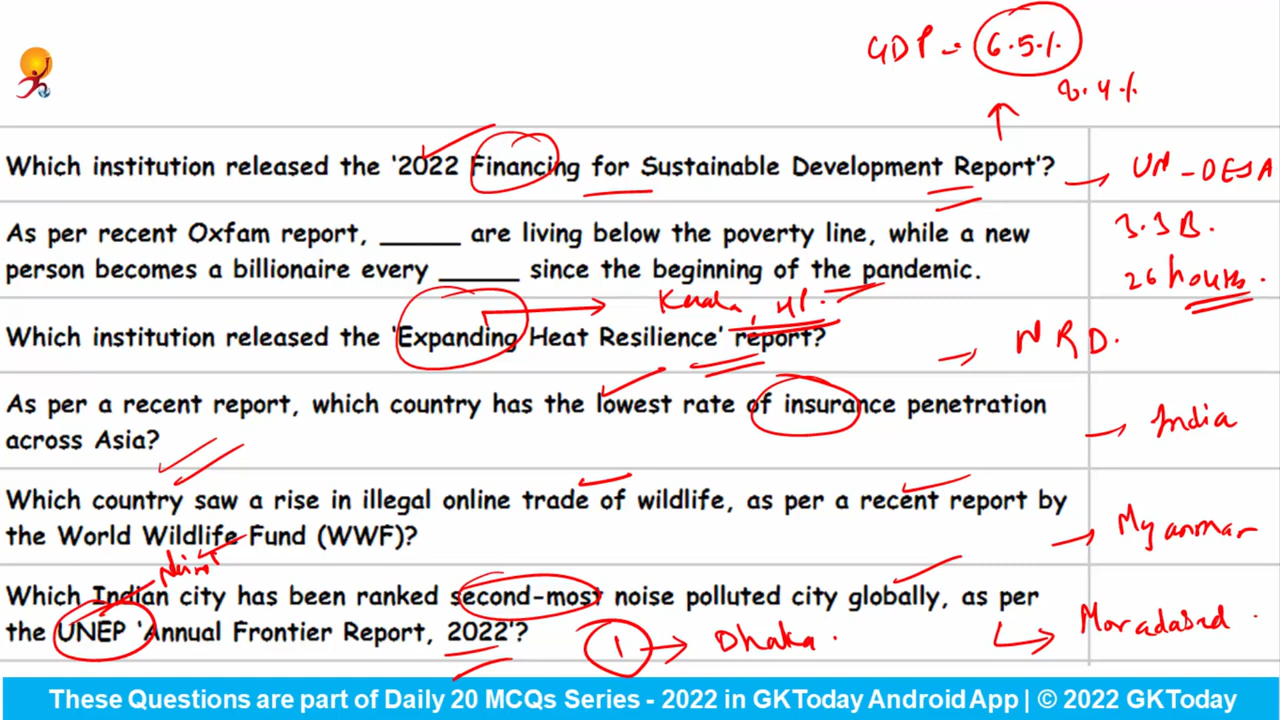 GDP - 6.5%
8.4%
Which institution released the '2022 Financing for Sustainable Development Report'? UN-DESA
As per recent Oxfam report, _____ are living below the poverty line, while a new 3.3B.
person becomes a billionaire every _____ since the beginning of the pandemic. 26 hours.
Kerala, UP.
Which institution released the 'Expanding Heat Resilience' report? NRD.
As per a recent report, which country has the lowest rate of insurance penetration India
across Asia?
Which country saw a rise in illegal online trade of wildlife, as per a recent report by Myanmar
the World Wildlife Fund (WWF)?
Which Indian city has been ranked second-most noise polluted city globally, as per Moradabad.
the UNEP 'Annual Frontier Report, 2022'? 1 Dhaka.
These Questions are part of Daily 20 MCQs Series - 2022 in GKToday Android App | © 2022 GKToday